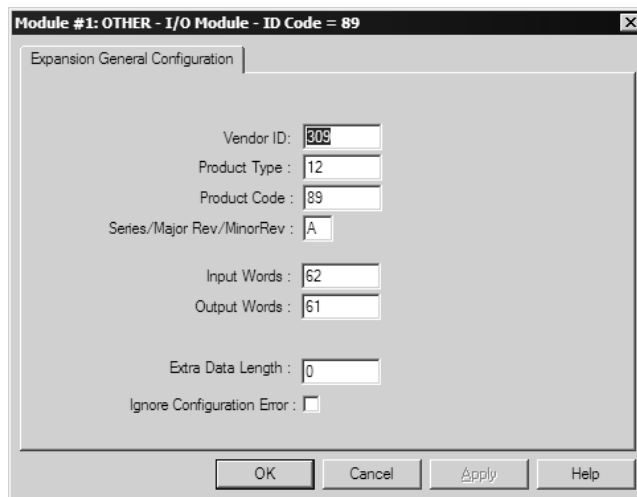 Module #1: OTHER - I/O Module - ID Code = 89
Expansion General Configuration
Vendor ID: 309
Product Type : 12
Product Code : 89
Series/Major Rev/MinorRev : A
Input Words : 62
Output Words : 61
Extra Data Length : 0
Ignore Configuration Error :
OK Cancel Apply Help